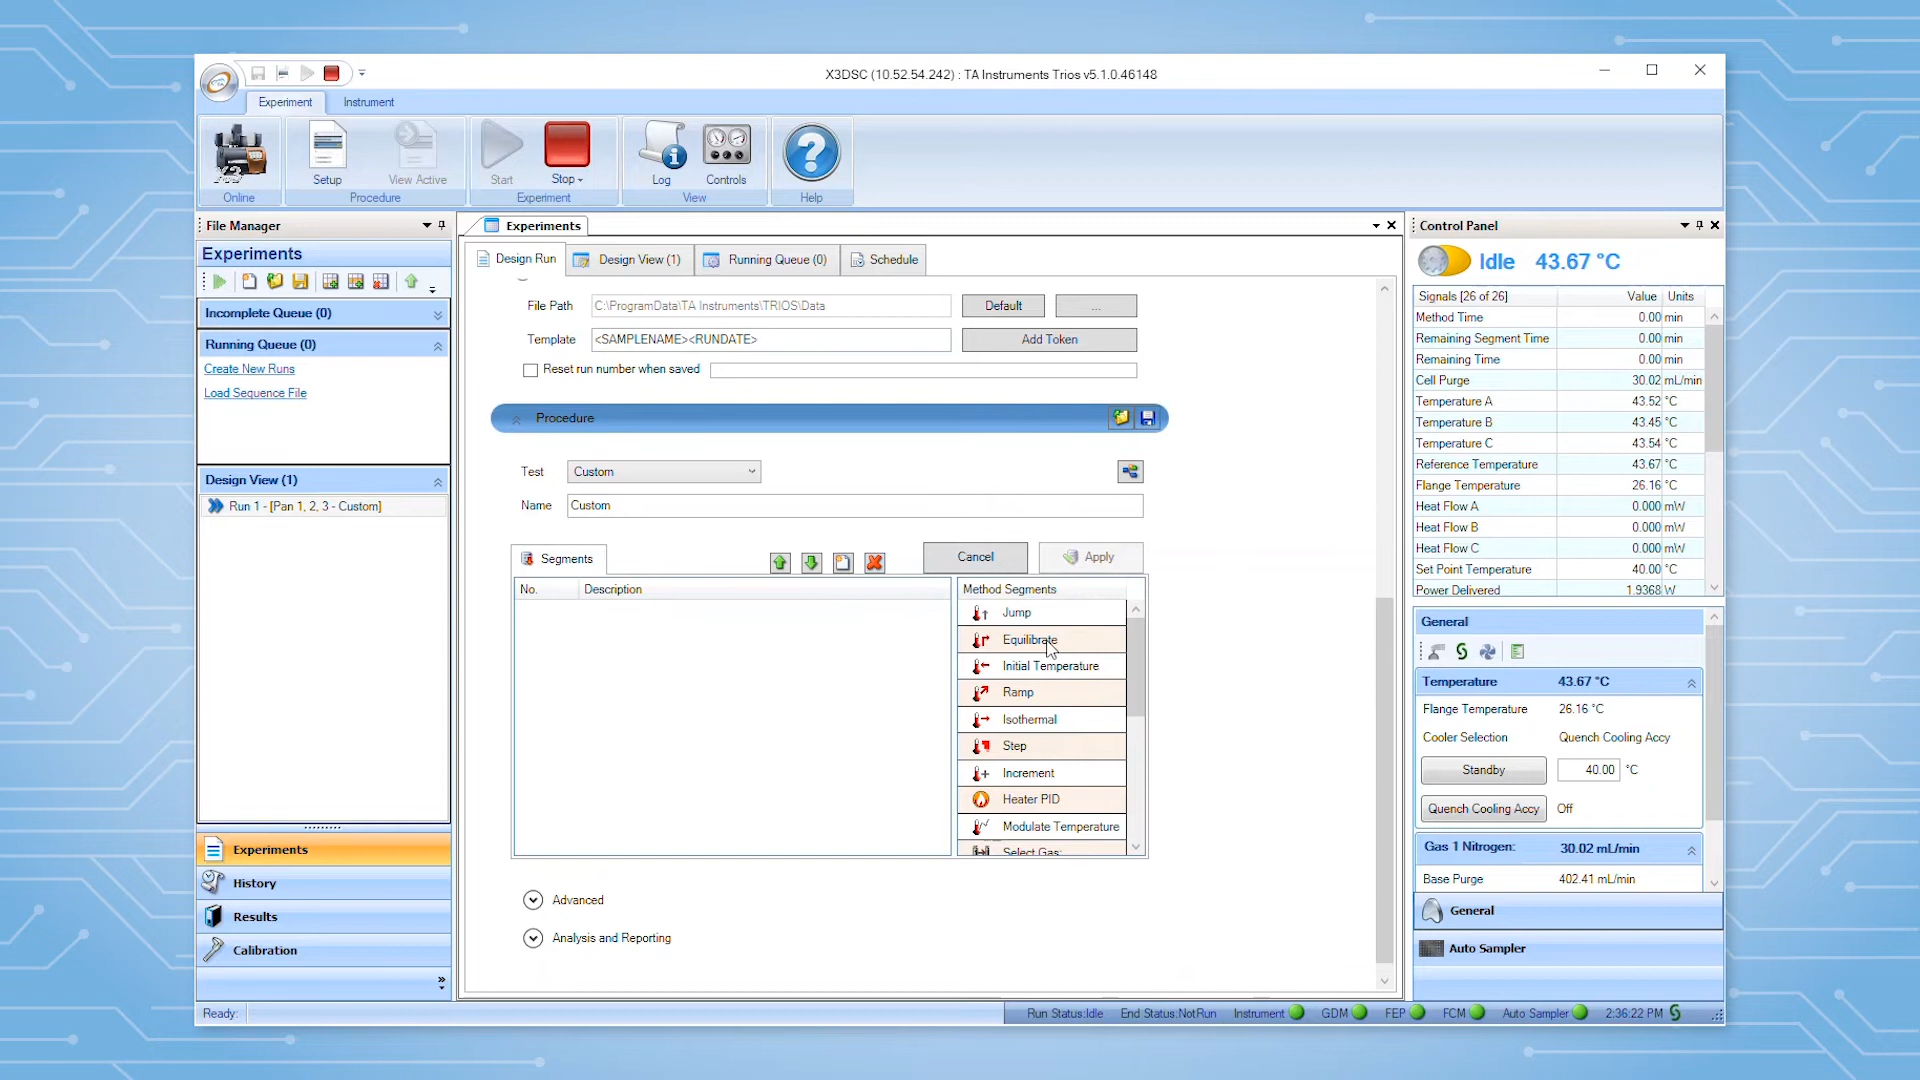 X3DSC (10.52.54.242) : TA Instruments Trios v5.1.0.46148
Experiment Instrument
Online
Setup View Active
Procedure
Start Stop
Experiment
Log Controls
View
Help
Help
File Manager
Experiments
Incomplete Queue (0)
Running Queue (0)
Create New Runs
Load Sequence File
Design View (1)
Run 1 - [Pan 1, 2, 3 - Custom]
Experiments
History
Results
Calibration
Experiments
Design Run Design View (1) Running Queue (0) Schedule
File Path C:\ProgramData\TA Instruments\TRIOS\Data Default ...
Template <SAMPLENAME><RUNDATE> Add Token
Reset run number when saved
Procedure
Test Custom
Name Custom
Segments Cancel Apply
No. Description Method Segments
Jump
Equilibrate
Initial Temperature
Ramp
Isothermal
Step
Increment
Heater PID
Modulate Temperature
Select Gas:
Advanced
Analysis and Reporting
Control Panel
Idle 43.67 °C
Signals [26 of 26] Value Units
Method Time 0.00 min
Remaining Segment Time 0.00 min
Remaining Time 0.00 min
Cell Purge 30.02 mL/min
Temperature A 43.52 °C
Temperature B 43.45 °C
Temperature C 43.54 °C
Reference Temperature 43.67 °C
Flange Temperature 26.16 °C
Heat Flow A 0.000 mW
Heat Flow B 0.000 mW
Heat Flow C 0.000 mW
Set Point Temperature 40.00 °C
Power Delivered 1.9368 W
General
Temperature 43.67 °C
Flange Temperature 26.16 °C
Cooler Selection Quench Cooling Accy
Standby 40.00 °C
Quench Cooling Accy Off
Gas 1 Nitrogen: 30.02 mL/min
Base Purge 402.41 mL/min
General
Auto Sampler
Ready: Run Status:Idle End Status:NotRun Instrument GDM FEP FCM Auto Sampler 2:36:22 PM